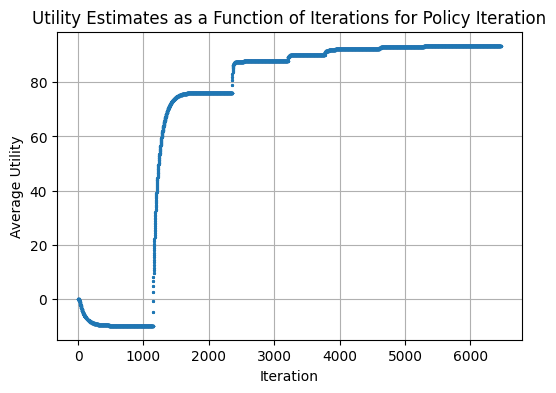 Utility Estimates as a Function of Iterations for Policy Iteration
Average Utility
80
60
40
20
0
0 1000 2000 3000 4000 5000 6000
Iteration